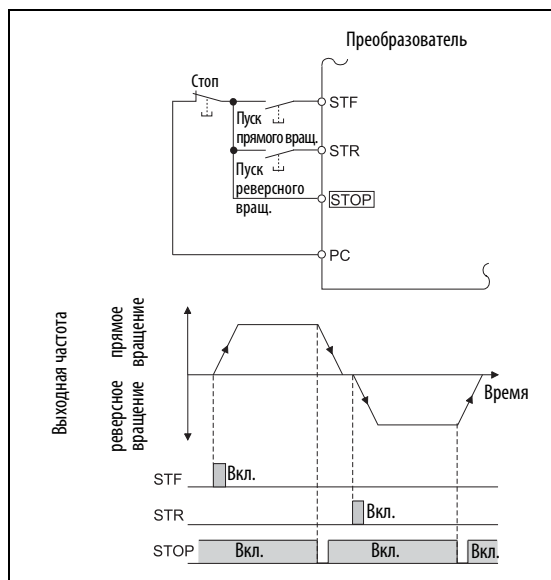 Преобразователь
Стоп
STF
Пуск
прямого вращ.
STR
Пуск
реверсного
вращ.
STOP
PC
Выходная частота
прямое
вращение
реверсное
вращение
Время
STF
Вкл.
STR
Вкл.
STOP
Вкл.
Вкл.
Вкл.